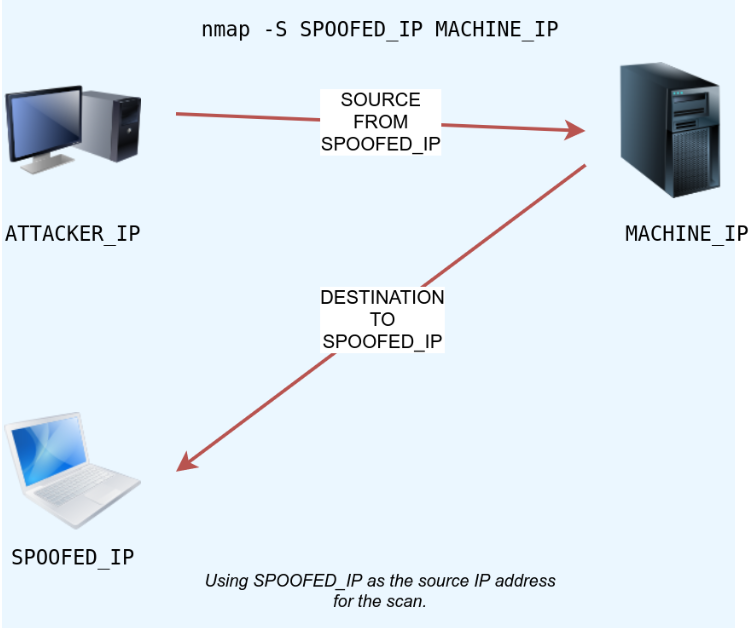 nmap -S SPOOFED_IP MACHINE_IP
SOURCE
FROM
SPOOFED_IP
ATTACKER_IP
MACHINE_IP
DESTINATION
TO
SPOOFED_IP
SPOOFED_IP
Using SPOOFED_IP as the source IP address
for the scan.